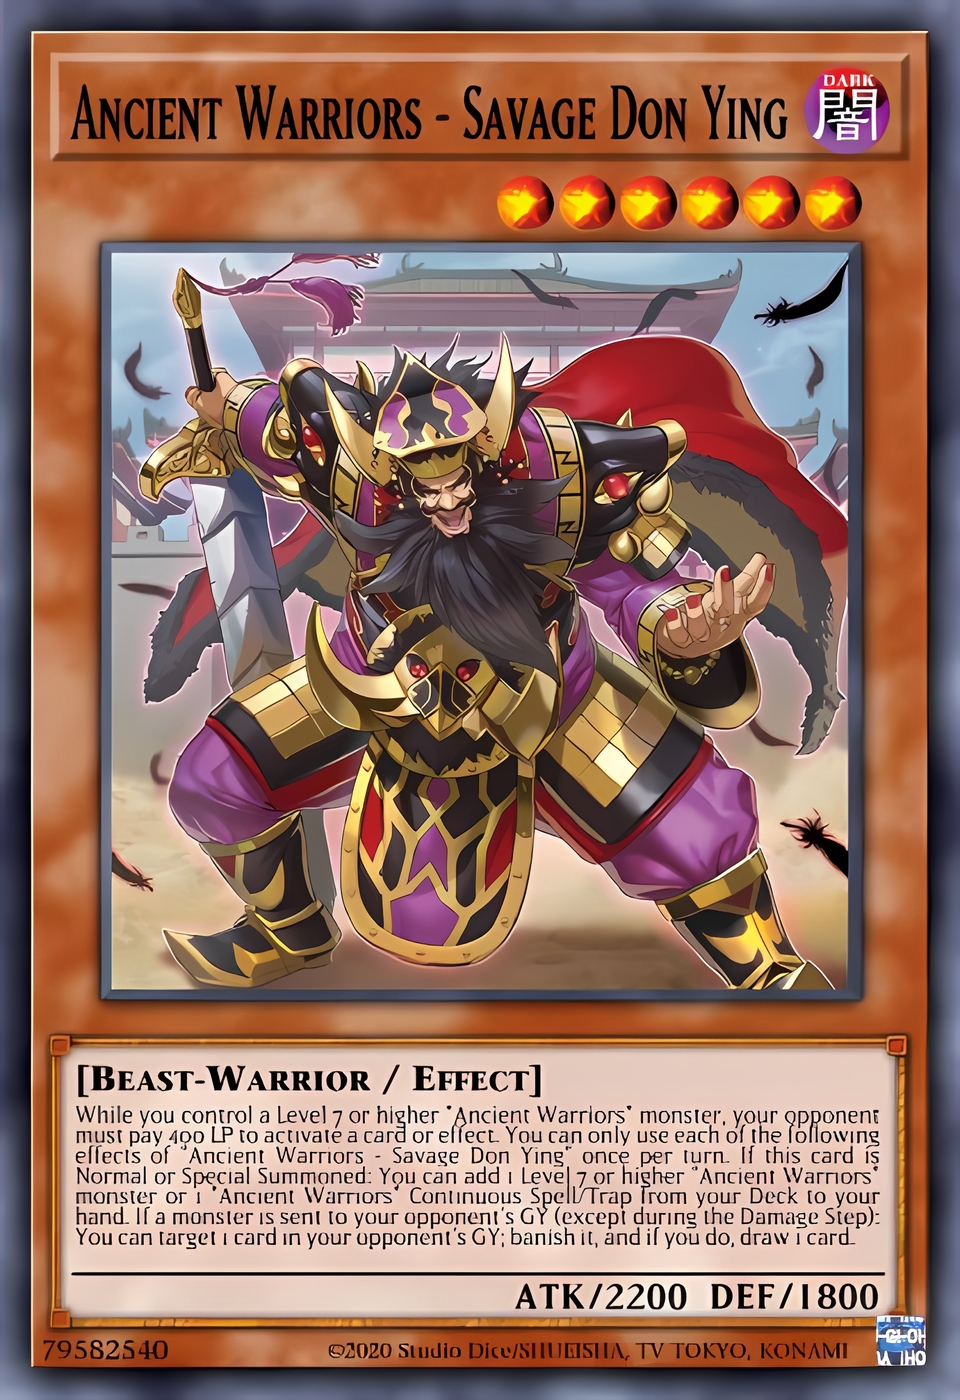 ANCIENT WARRIORS - SAVAGE DON YING
DARK
闇
[BEAST-WARRIOR / EFFECT]
While you control a Level 7 or higher "Ancient Warriors" monster, your opponent
must pay 400 LP to activate a card or effect. You can only use each of the following
effects of "Ancient Warriors - Savage Don Ying" once per turn. If this card is
Normal or Special Summoned: You can add 1 Level 7 or higher "Ancient Warriors"
monster or 1 "Ancient Warriors" Continuous Spell/Trap from your Deck to your
hand. If a monster is sent to your opponent's GY (except during the Damage Step):
You can target 1 card in your opponent's GY; banish it, and if you do, draw 1 card.
ATK/2200 DEF/1800
79582540
©2020 Studio Dice/SHUEISHA, TV TOKYO, KONAMI